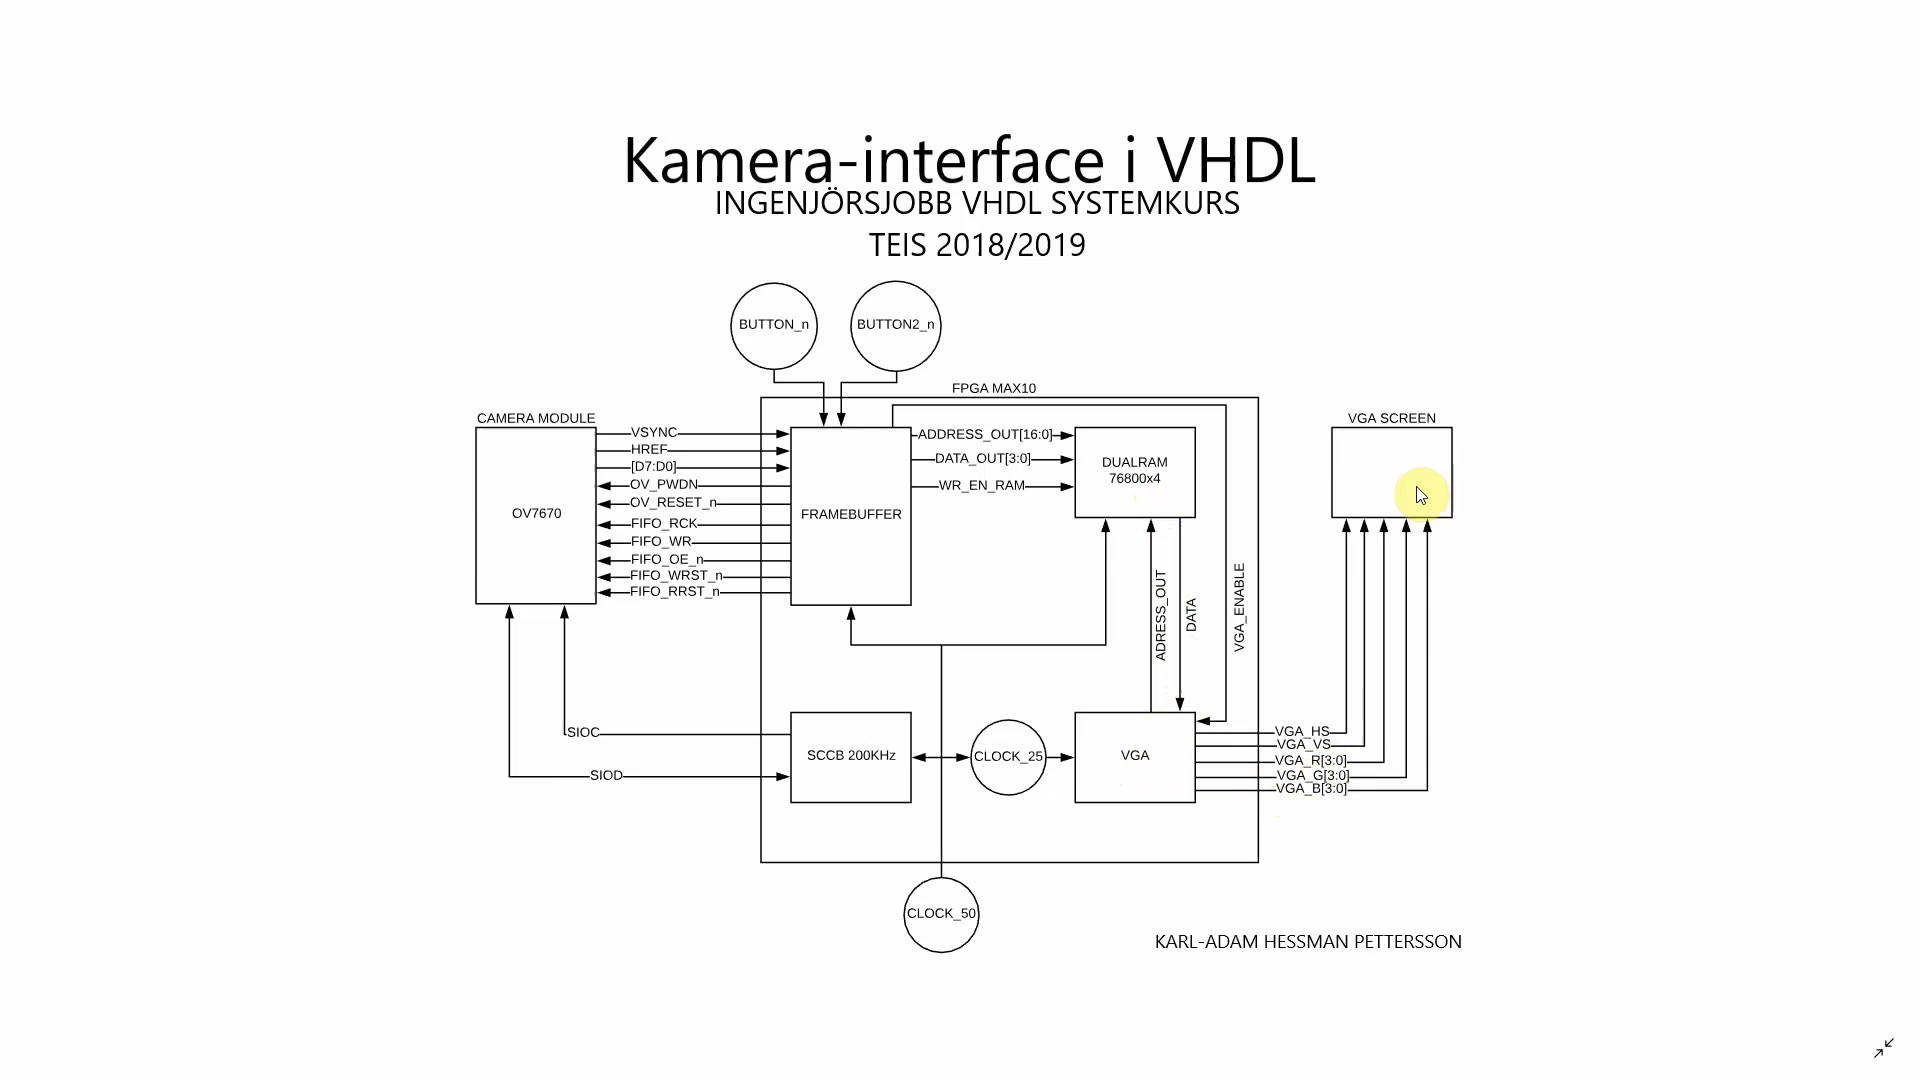 Kamera-interface i VHDL
INGENJÖRSJOBB VHDL SYSTEMKURS
TEIS 2018/2019
BUTTON_n
BUTTON2_n
FPGA MAX10
CAMERA MODULE
VGA SCREEN
VSYNC
HREF
[D7:D0]
OV_PWDN
OV_RESET_n
FIFO_RCK
FIFO_WR
FIFO_OE_n
FIFO_WRST_n
FIFO_RRST_n
OV7670
FRAMEBUFFER
ADDRESS_OUT[16:0]
DATA_OUT[3:0]
WR_EN_RAM
DUALRAM
76800x4
ADRESS_OUT
DATA
VGA_ENABLE
SIOC
SIOD
SCCB 200KHz
CLOCK_25
VGA
VGA_HS
VGA_VS
VGA_R[3:0]
VGA_G[3:0]
VGA_B[3:0]
CLOCK_50
KARL-ADAM HESSMAN PETTERSSON